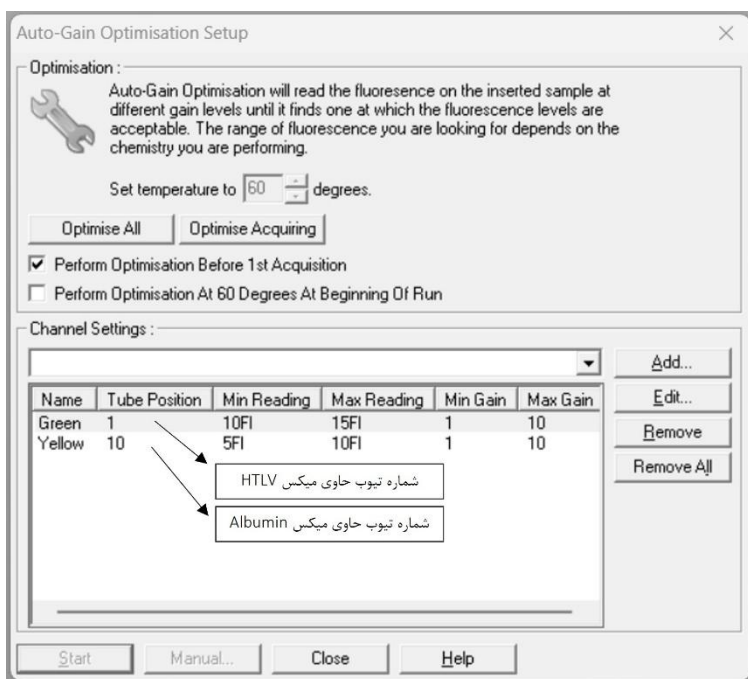 Auto-Gain Optimisation Setup
Optimisation :
Auto-Gain Optimisation will read the fluoresence on the inserted sample at
different gain levels until it finds one at which the fluorescence levels are
acceptable. The range of fluorescence you are looking for depends on the
chemistry you are performing.
Set temperature to 60 degrees.
Optimise All Optimise Acquiring
Perform Optimisation Before 1st Acquisition
Perform Optimisation At 60 Degrees At Beginning Of Run
Channel Settings :
Add...
Name Tube Position Min Reading Max Reading Min Gain Max Gain
Edit...
Green 1 10Fl 15Fl 1 10
Remove
Yellow 10 5Fl 10Fl 1 10
Remove All
شماره تیوب حاوی میکس HTLV
شماره تیوب حاوی میکس Albumin
Start Manual... Close Help